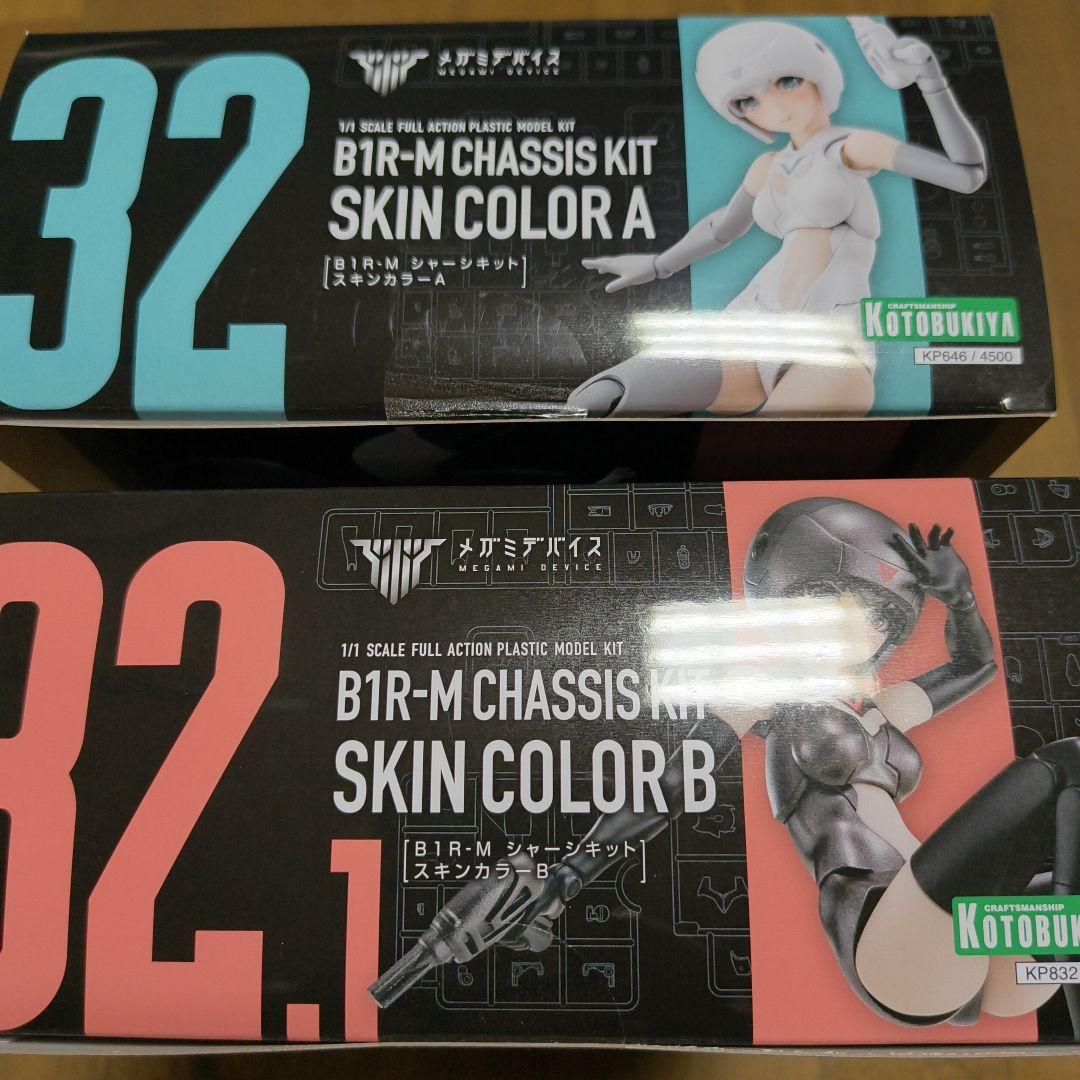 32
メガミデバイス
MEGAMI DEVICE
1/1 SCALE FULL ACTION PLASTIC MODEL KIT
B1R-M CHASSIS KIT
SKIN COLOR A
[B1R-M シャーシキット
スキンカラーA]
CRAFTSMANSHIP
KOTOBUKIYA
KP646 / 4500
32.1
メガミデバイス
MEGAMI DEVICE
1/1 SCALE FULL ACTION PLASTIC MODEL KIT
B1R-M CHASSIS KIT
SKIN COLOR B
[B1R-M シャーシキット
スキンカラーB]
CRAFTSMANSHIP
KOTOBUK
KP832